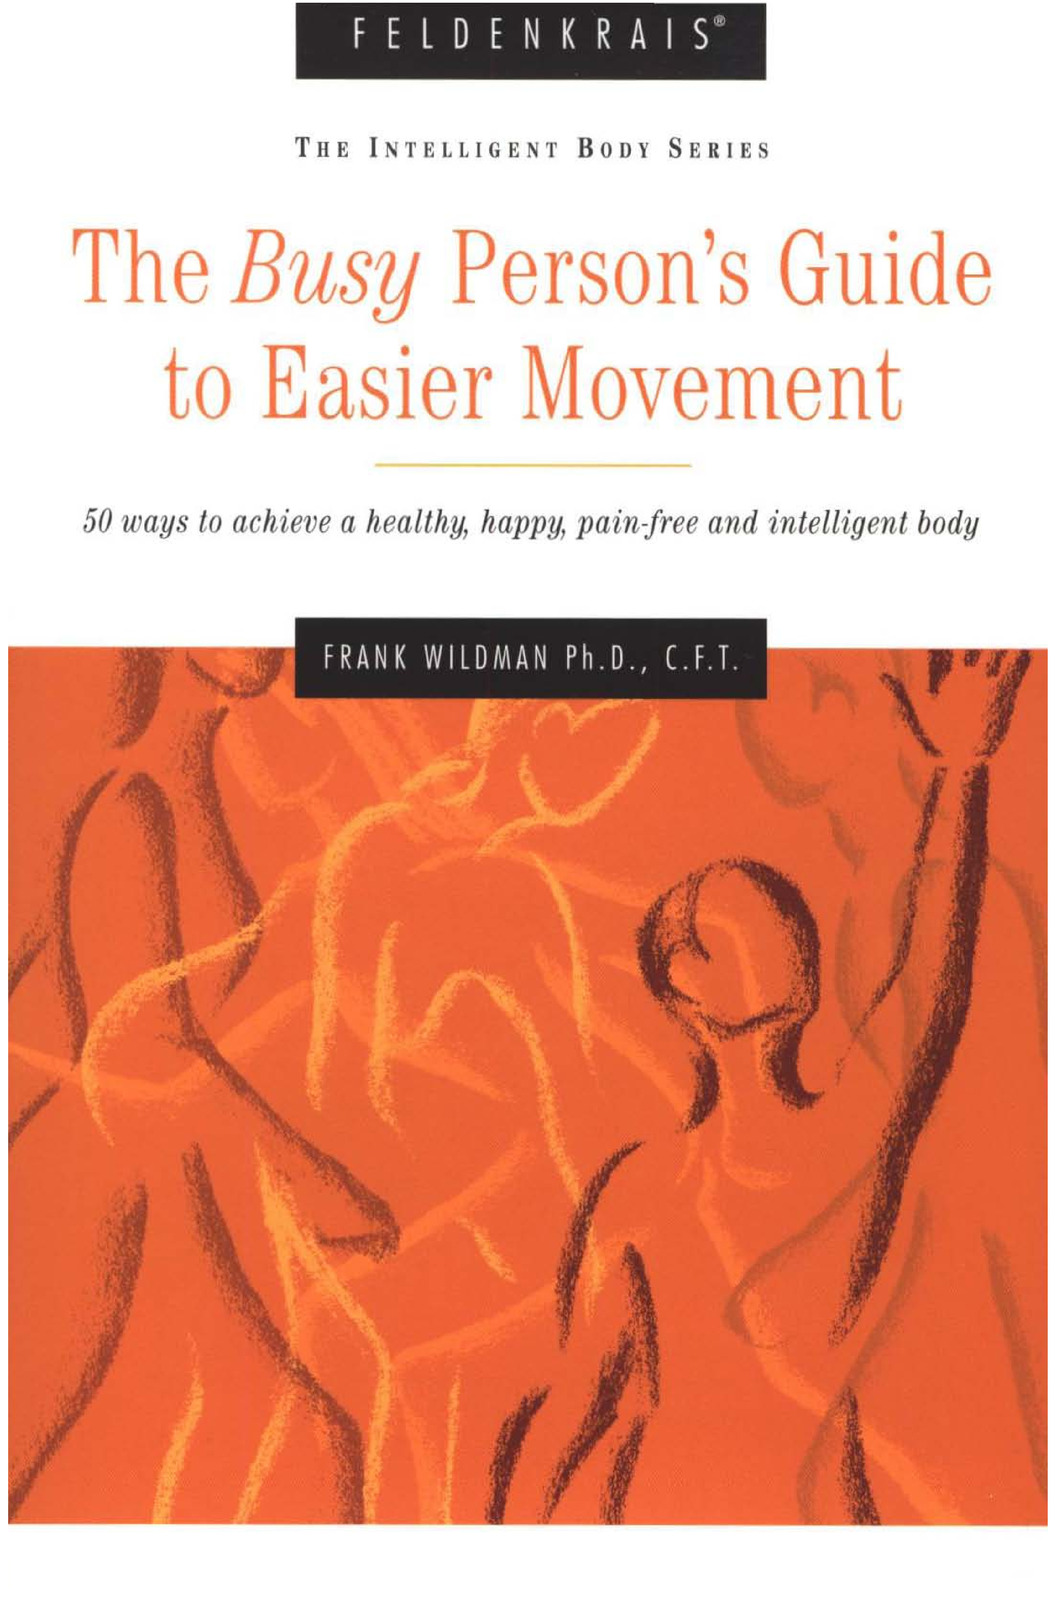 FELDENKRAIS®
THE INTELLIGENT BODY SERIES
The Busy Person's Guide
to Easier Movement
50 ways to achieve a healthy, happy, pain-free and intelligent body
FRANK WILDMAN Ph.D., C.F.T.